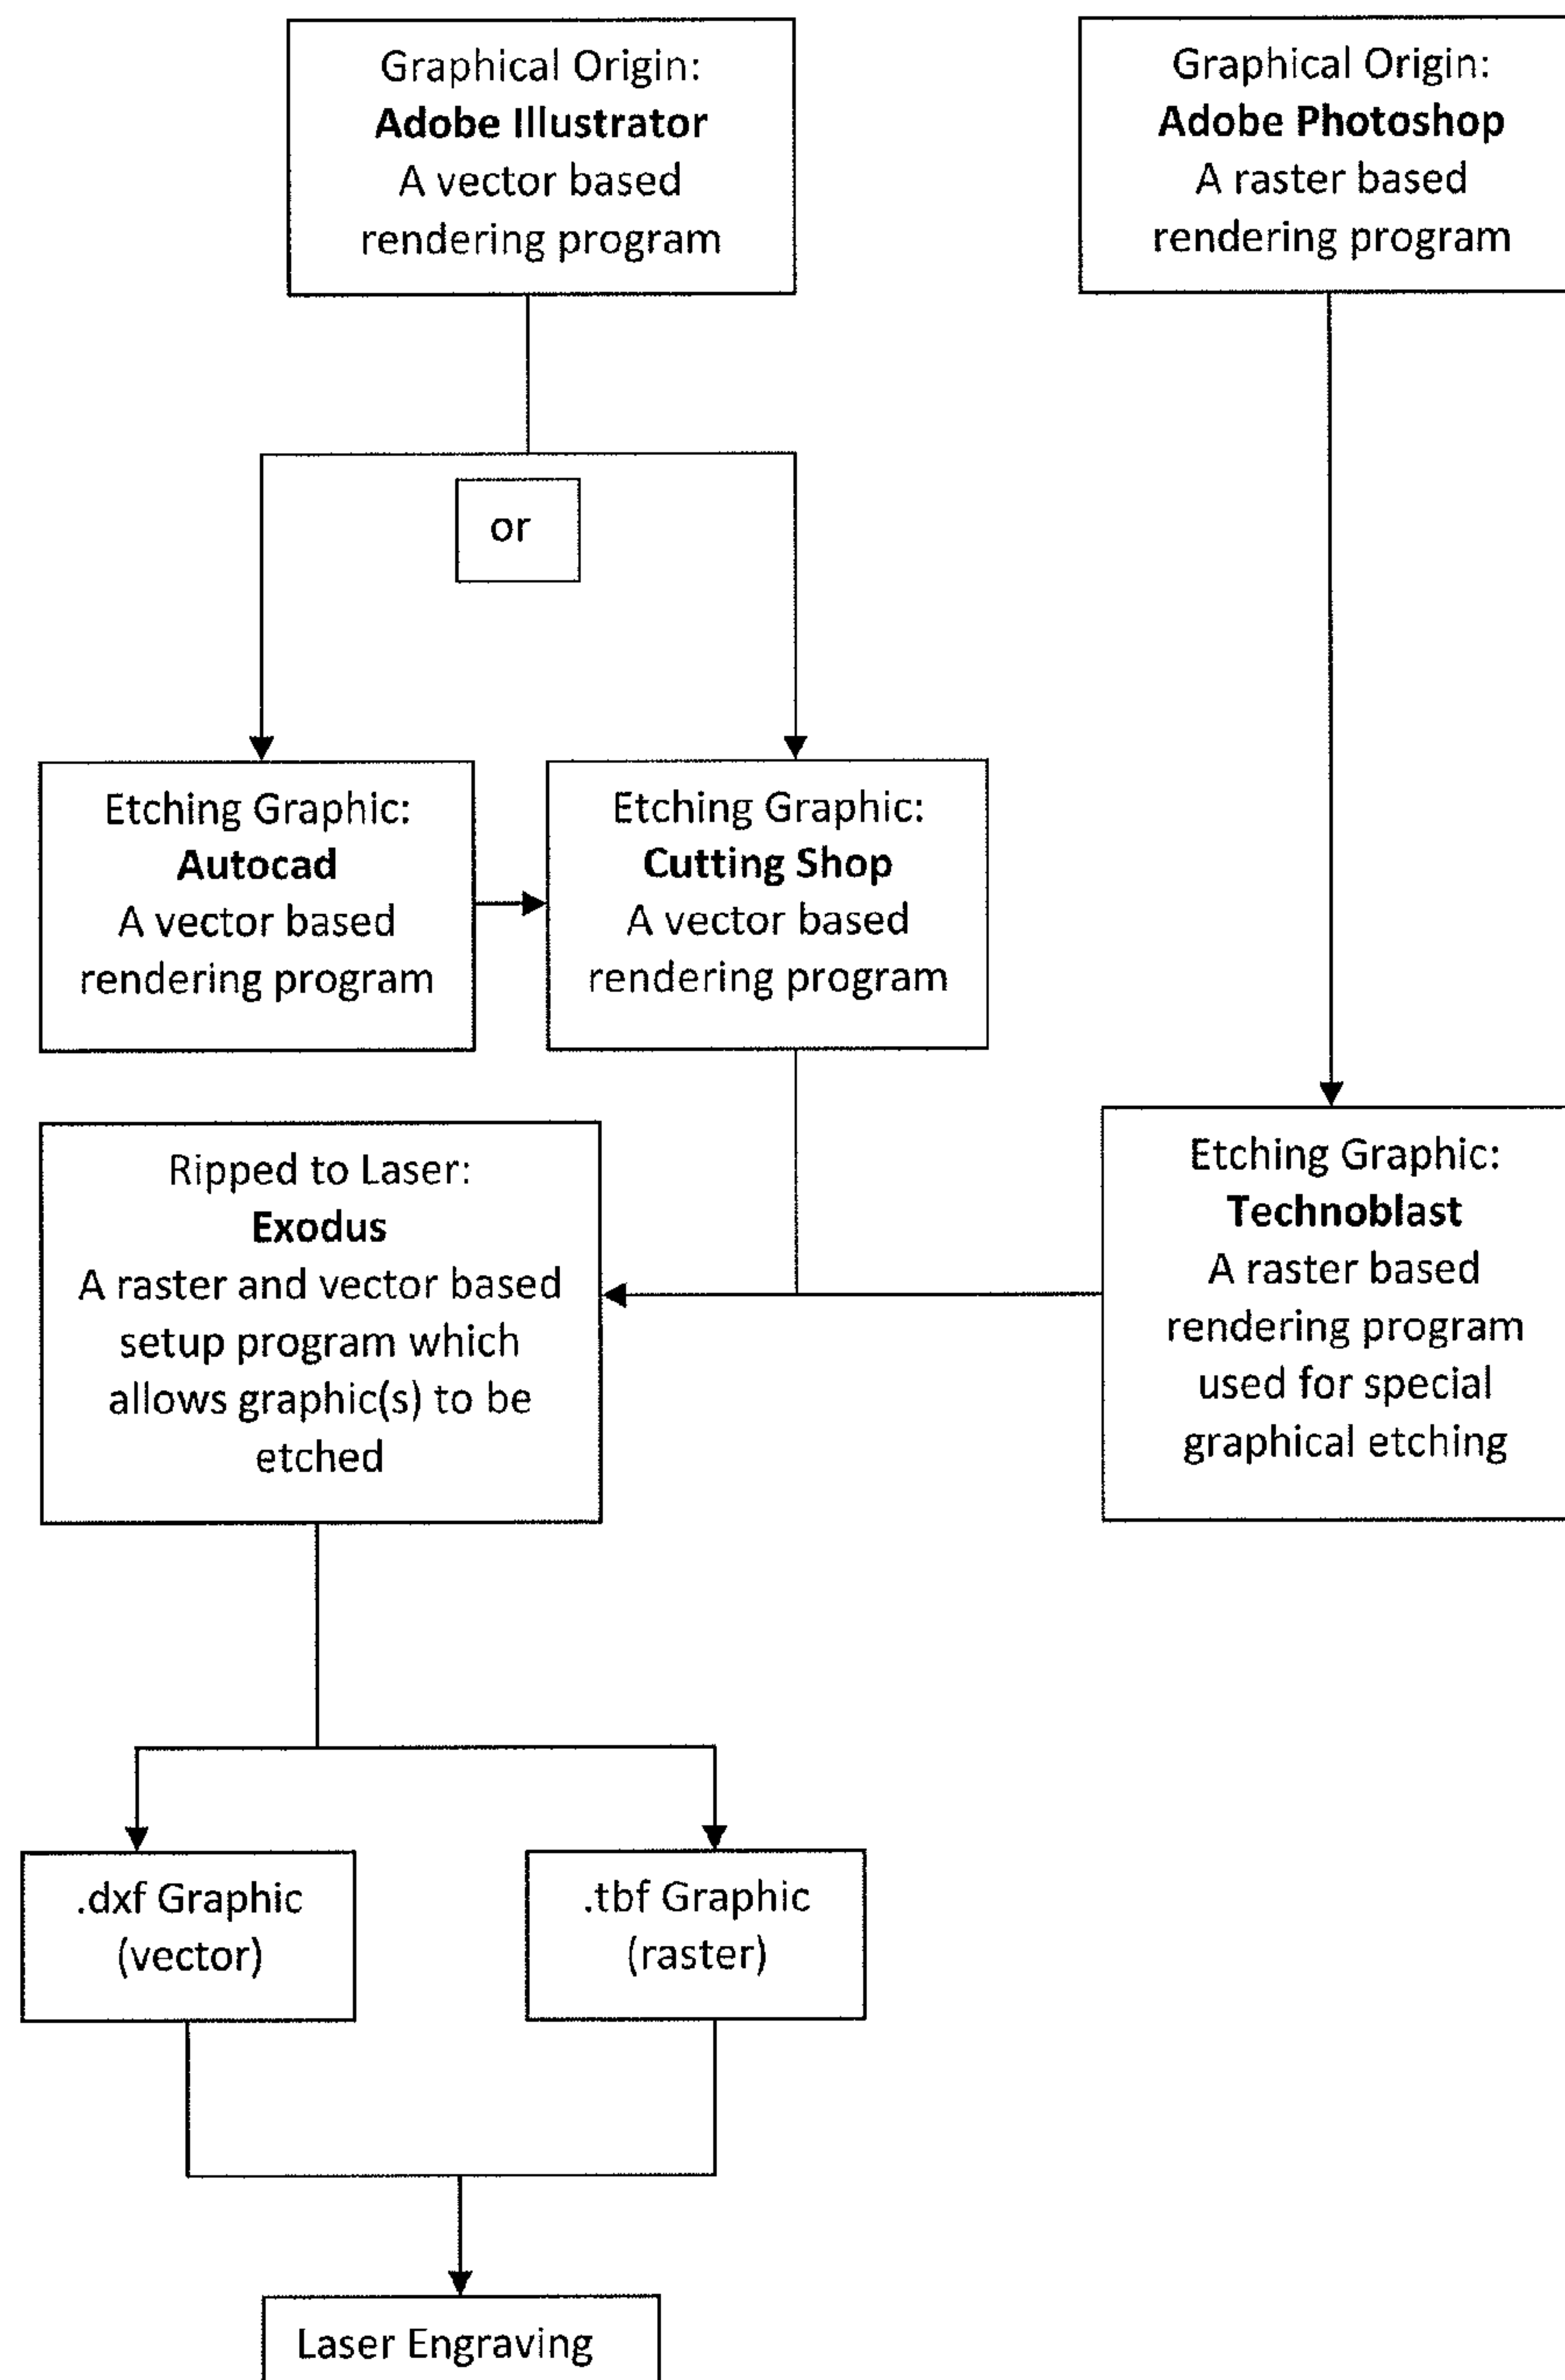 Graphical Origin:
Adobe Illustrator
A vector based
rendering program
Graphical Origin:
Adobe Photoshop
A raster based
rendering program
or
Etching Graphic:
Autocad
A vector based
rendering program
Etching Graphic:
Cutting Shop
A vector based
rendering program
Ripped to Laser:
Exodus
A raster and vector based
setup program which
allows graphic(s) to be
etched
Etching Graphic:
Technoblast
A raster based
rendering program
used for special
graphical etching
.dxf Graphic
(vector)
.tbf Graphic
(raster)
Laser Engraving